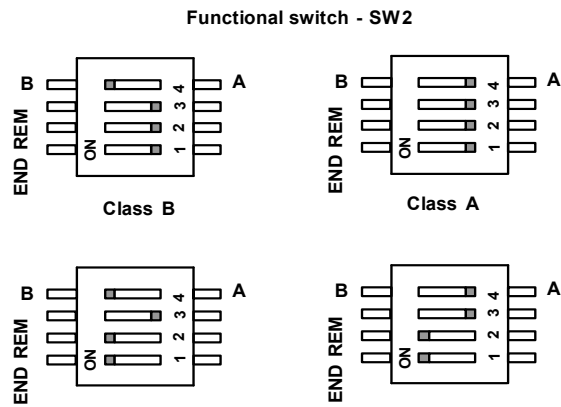 Functional switch - SW2
B 4 A
3
END REM 2
ON 1
Class B
B 4 A
3
END REM 2
ON 1
Class A
B 4 A
3
END REM 2
ON 1
B 4 A
3
END REM 2
ON 1